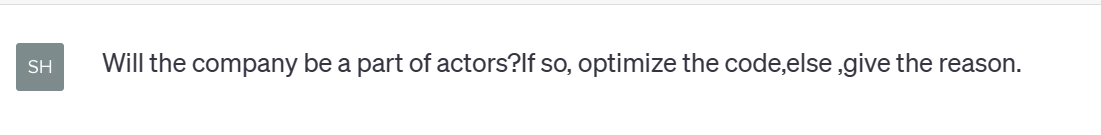 SH
Will the company be a part of actors?If so, optimize the code,else ,give the reason.